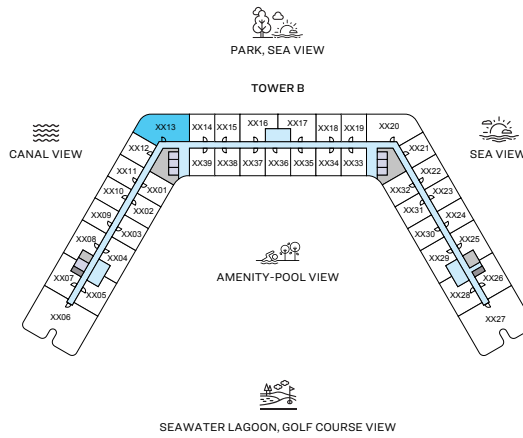 PARK, SEA VIEW
TOWER B
XX13
XX14
XX15
XX16
XX17
XX18
XX19
XX20
CANAL VIEW
SEA VIEW
XX12
XX39
XX38
XX37
XX36
XX35
XX34
XX33
XX21
XX11
XX01
XX32
XX22
XX10
XX02
XX31
XX23
XX09
XX03
XX30
XX24
XX08
XX04
XX29
XX25
XX07
XX05
XX28
XX26
XX06
XX27
AMENITY-POOL VIEW
SEAWATER LAGOON, GOLF COURSE VIEW